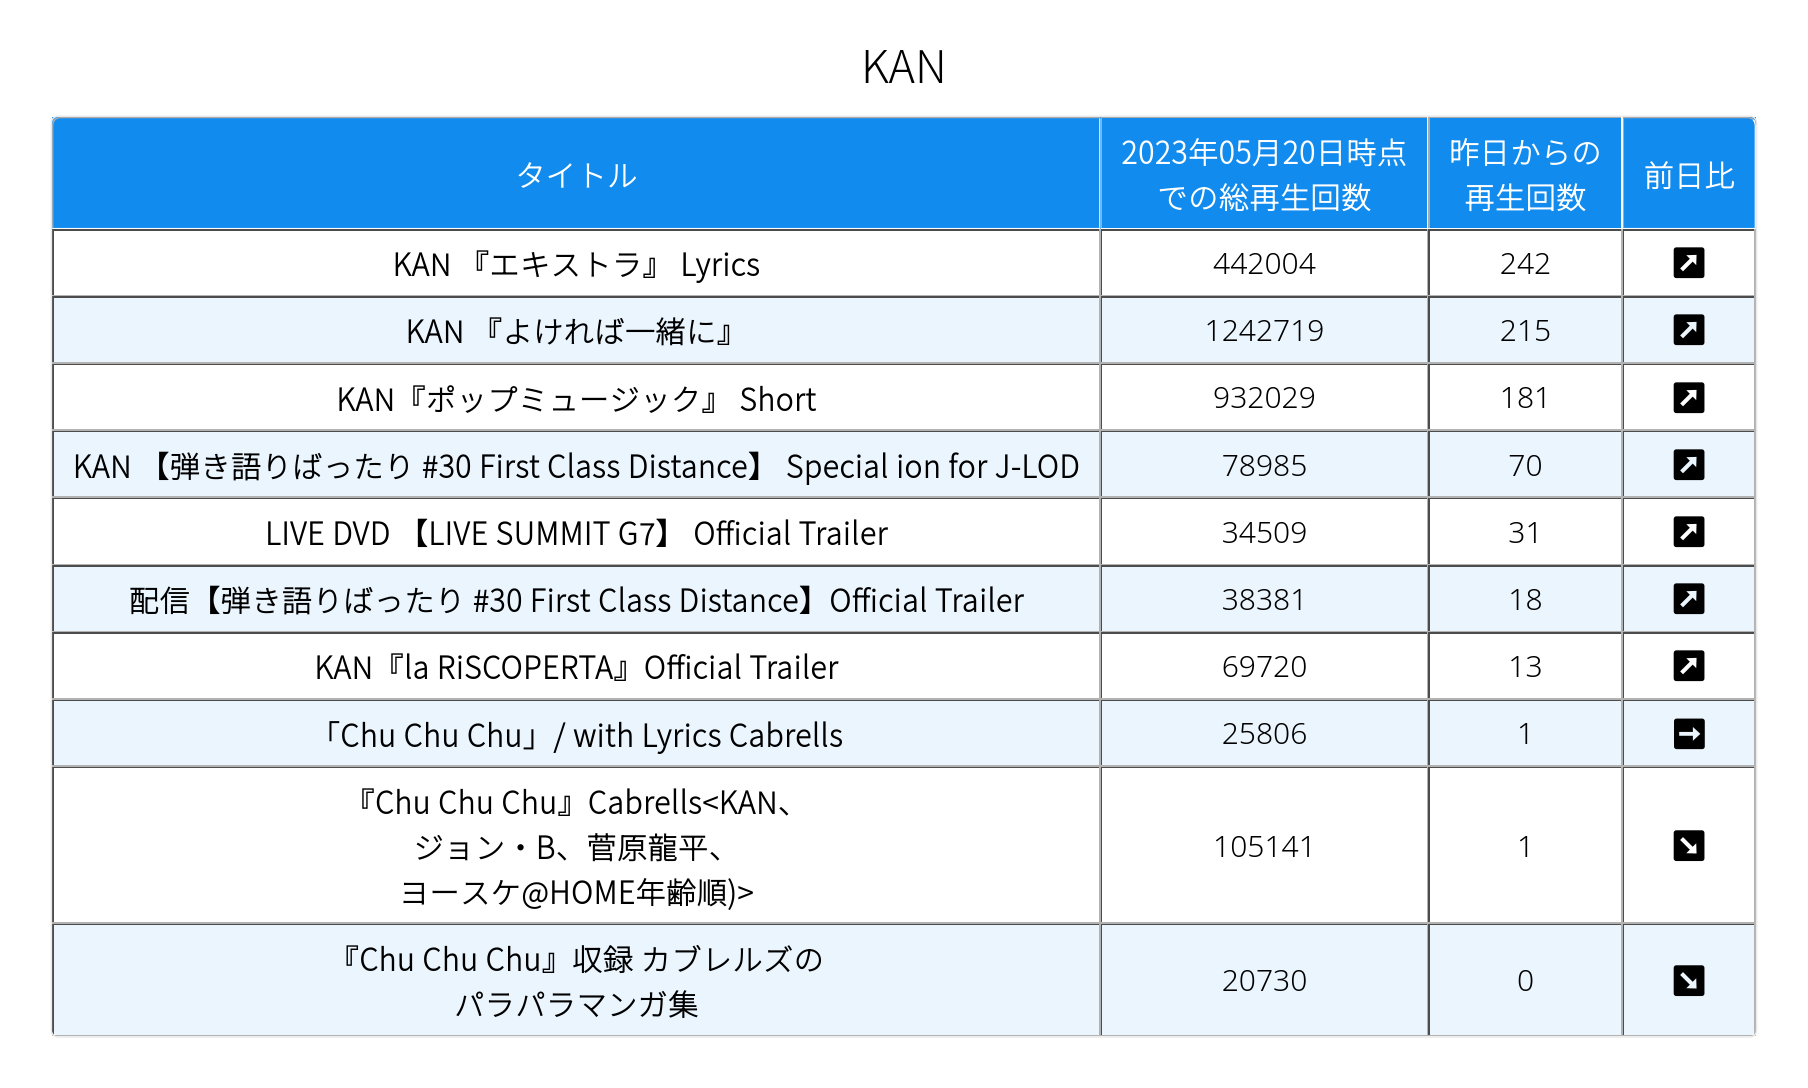 KAN
タイトル
2023年05月20日時点
での総再生回数
昨日からの
再生回数
前日比
KAN 『エキストラ』 Lyrics
442004
242
KAN 『よければ一緒に』
1242719
215
KAN『ポップミュージック』 Short
932029
181
KAN 【弾き語りばったり #30 First Class Distance】 Special ion for J-LOD
78985
70
LIVE DVD 【LIVE SUMMIT G7】 Official Trailer
34509
31
配信【弾き語りばったり #30 First Class Distance】Official Trailer
38381
18
KAN『la RiSCOPERTA』Official Trailer
69720
13
「Chu Chu Chu」/ with Lyrics Cabrells
25806
1
『Chu Chu Chu』Cabrells<KAN、
ジョン・B、菅原龍平、
ヨースケ@HOME年齢順)>
105141
1
『Chu Chu Chu』収録 カブレルズの
パラパラマンガ集
20730
0